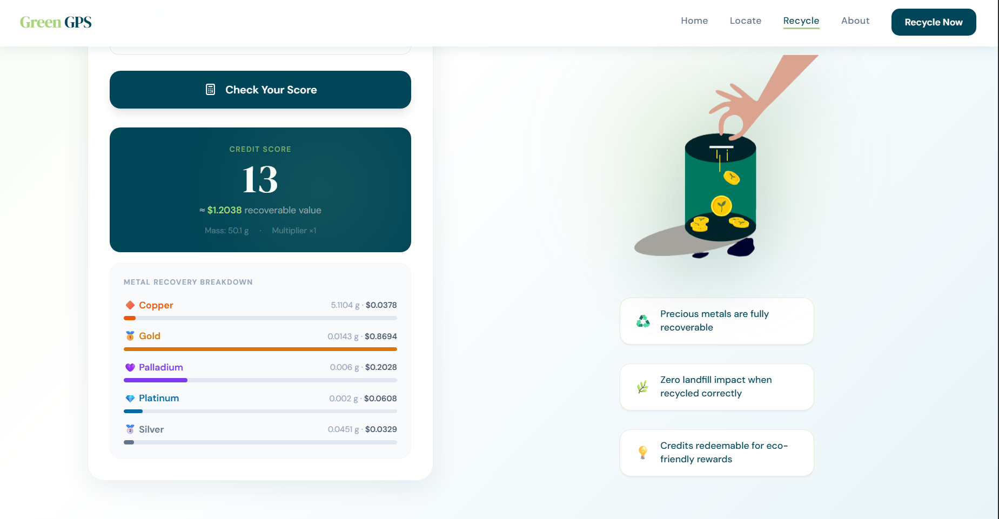 Green GPS
Home
Locate
Recycle
About
Recycle Now
Check Your Score
CREDIT SCORE
13
≈ $1.2038 recoverable value
Mass: 50.1 g · Multiplier ×1
METAL RECOVERY BREAKDOWN
Copper 5.1104 g · $0.0378
Gold 0.0143 g · $0.8694
Palladium 0.006 g · $0.2028
Platinum 0.002 g · $0.0608
Silver 0.0451 g · $0.0329
Precious metals are fully
recoverable
Zero landfill impact when
recycled correctly
Credits redeemable for eco-
friendly rewards